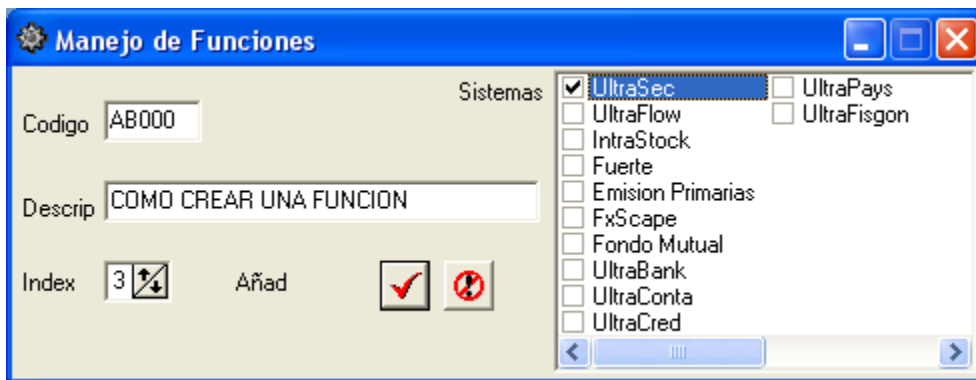 Manejo de Funciones
Codigo AB000
Descrip COMO CREAR UNA FUNCION
Index 3 Añad
Sistemas
UltraSec
UltraFlow
IntraStock
Fuerte
Emision Primarias
FxScape
Fondo Mutual
UltraBank
UltraConta
UltraCred
UltraPays
UltraFisgon